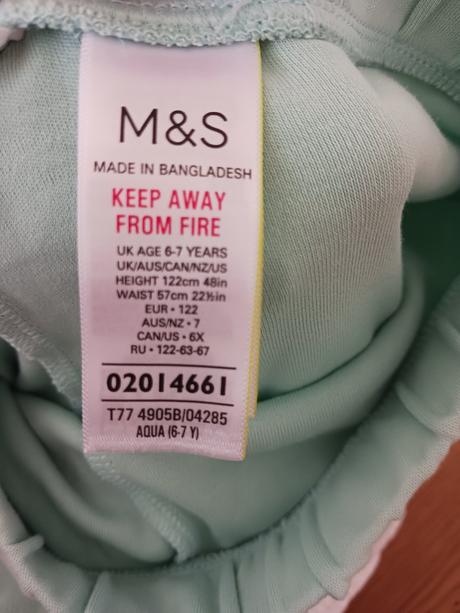 M&S
MADE IN BANGLADESH
KEEP AWAY
FROM FIRE
UK AGE 6-7 YEARS
UK/AUS/CAN/NZ/US
HEIGHT 122cm 48in
WAIST 57cm 22½in
EUR • 122
AUS/NZ • 7
CAN/US • 6X
RU • 122-63-67
02014661
T77 4905B/04285
AQUA (6-7 Y)